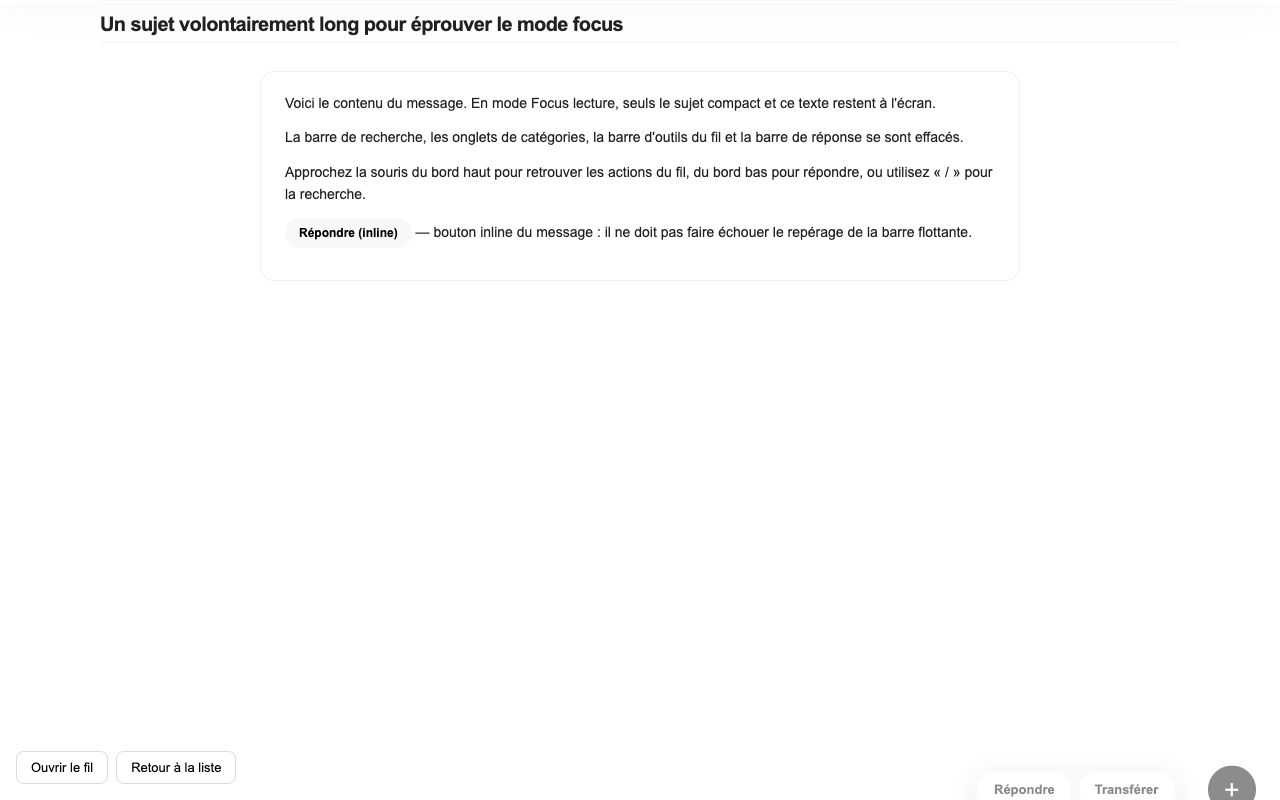 Un sujet volontairement long pour éprouver le mode focus
Voici le contenu du message. En mode Focus lecture, seuls le sujet compact et ce texte restent à l'écran.
La barre de recherche, les onglets de catégories, la barre d'outils du fil et la barre de réponse se sont effacés.
Approchez la souris du bord haut pour retrouver les actions du fil, du bord bas pour répondre, ou utilisez « / » pour
la recherche.
Répondre (inline) — bouton inline du message : il ne doit pas faire échouer le repérage de la barre flottante.
Ouvrir le fil Retour à la liste
Répondre Transférer +